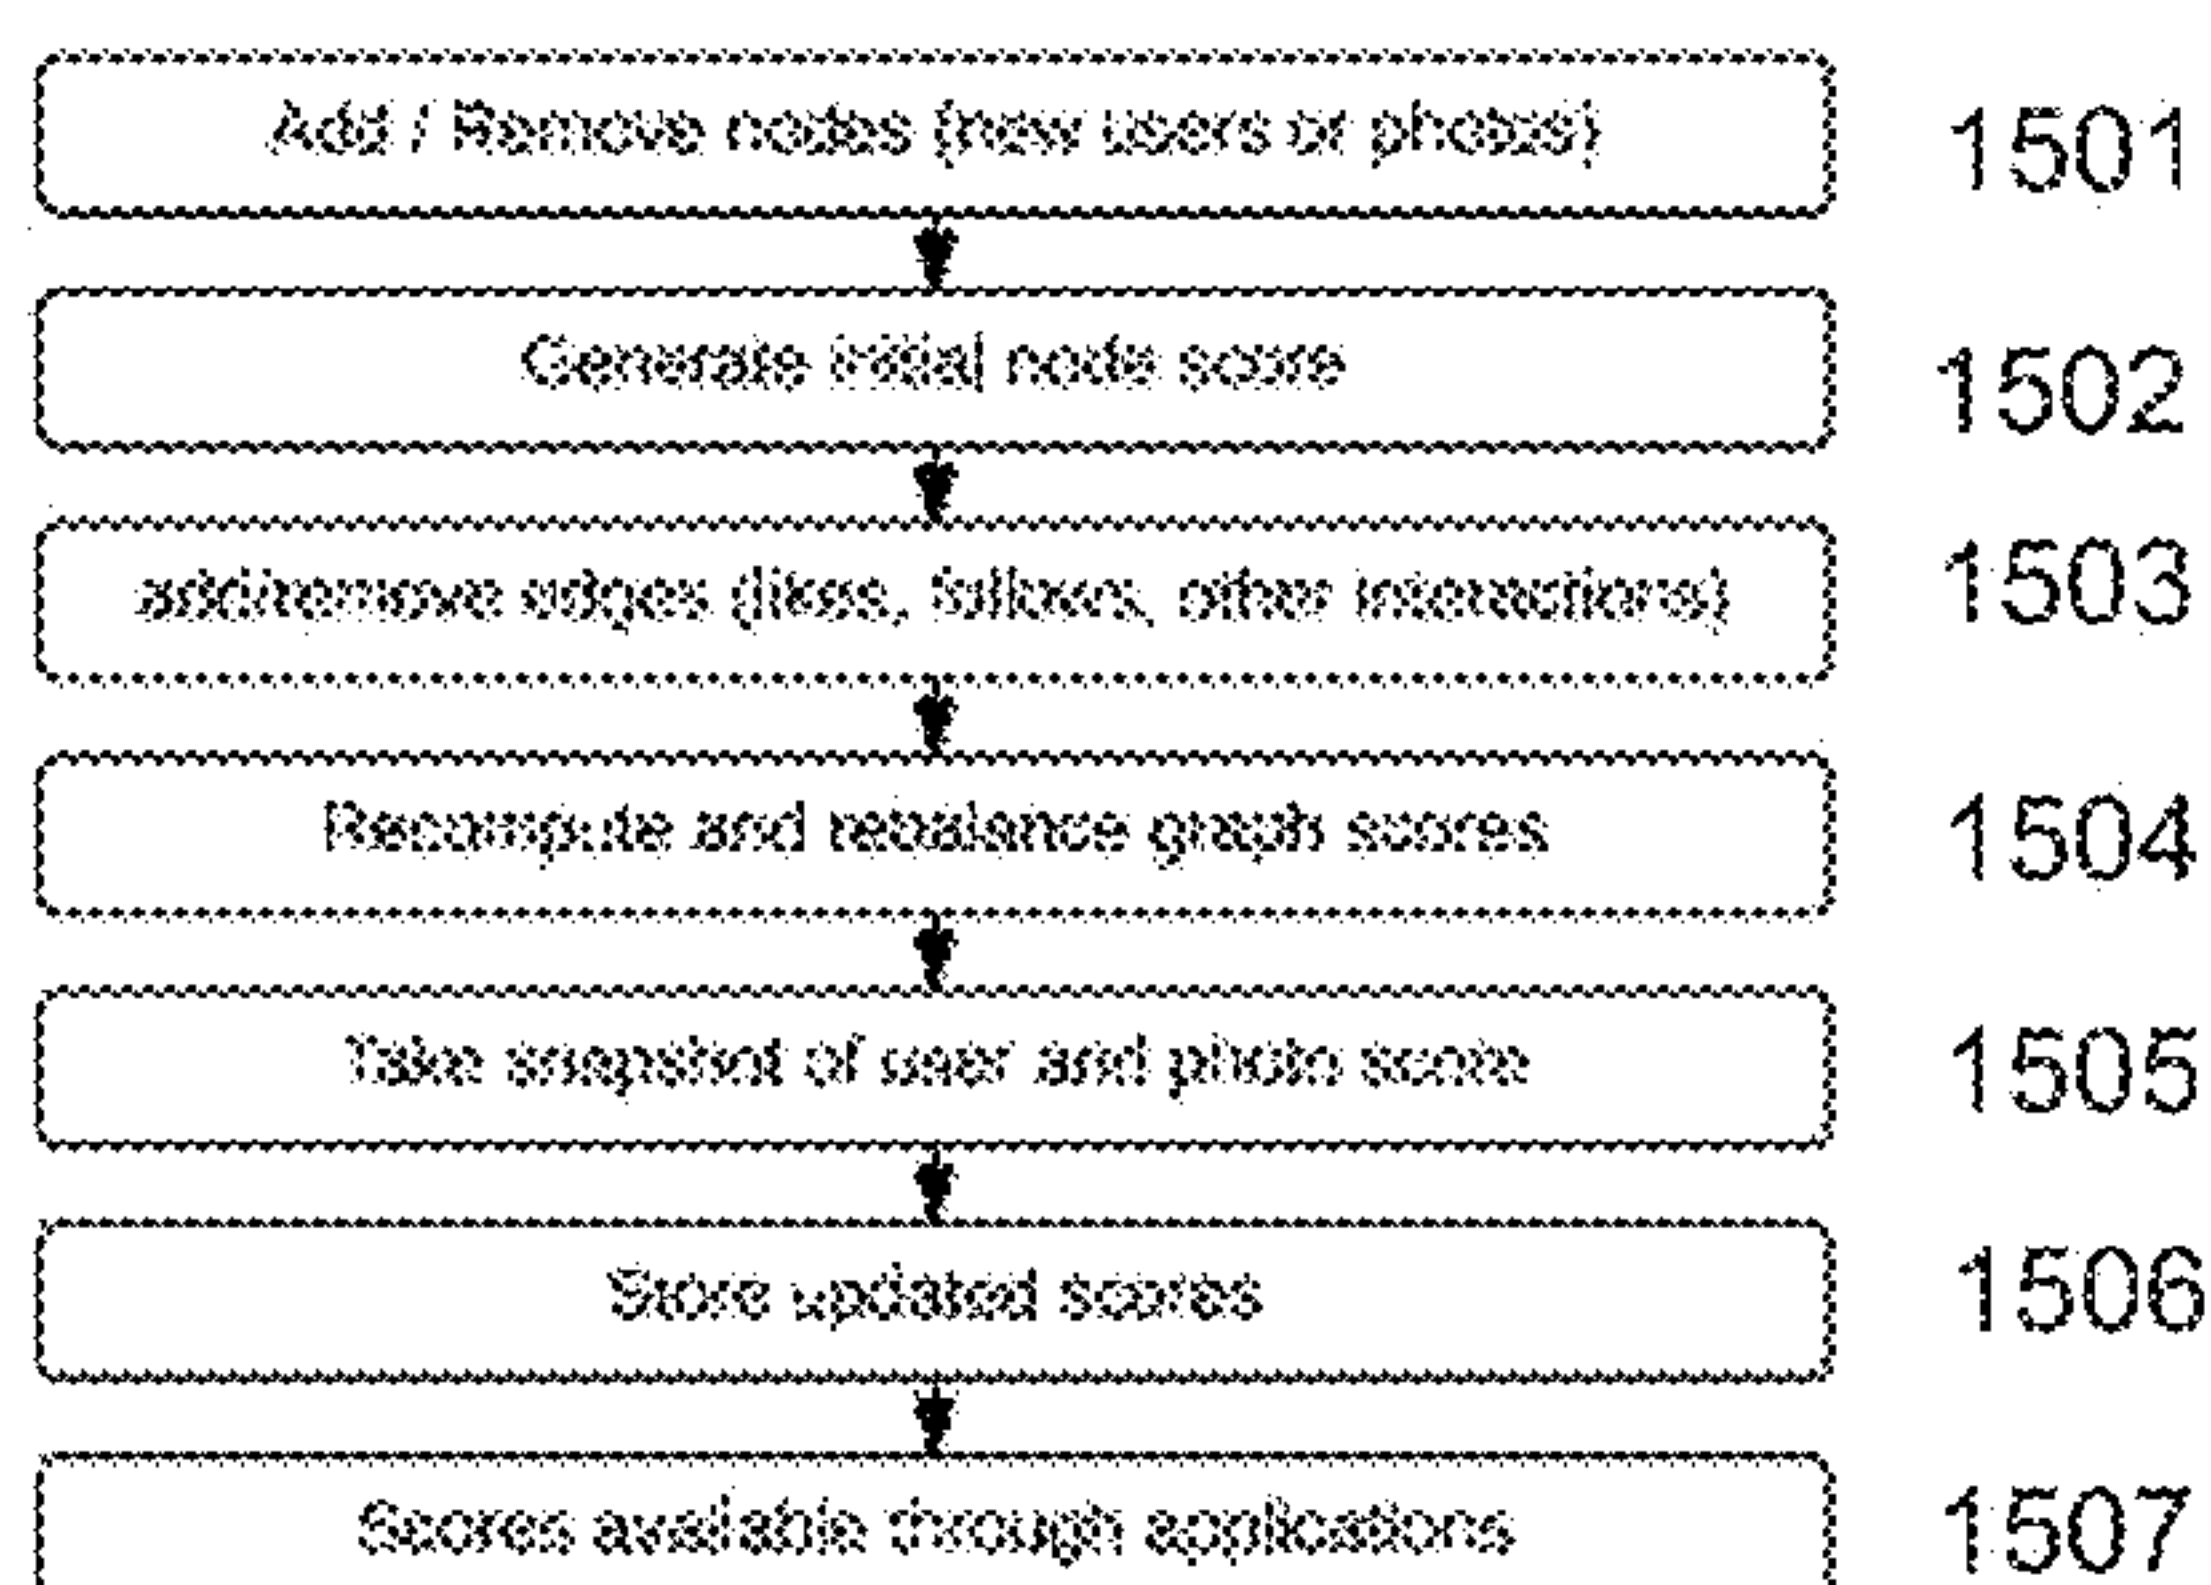 Add / Remove nodes (new users or photos) 1501
Generate initial node score 1502
add/remove edges (likes, follows, other interactions) 1503
Recompute and rebalance graph scores 1504
Take snapshot of user and photo score 1505
Store updated scores 1506
Scores available through applications 1507